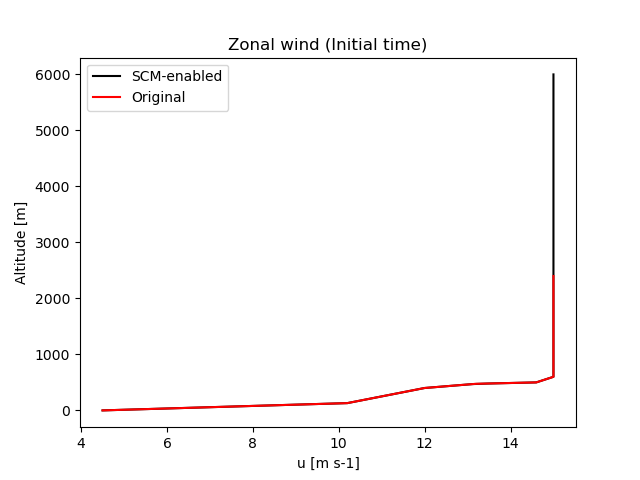 Zonal wind (Initial time)
SCM-enabled
Original
6000
5000
4000
3000
2000
1000
0
Altitude [m]
4 6 8 10 12 14
u [m s-1]